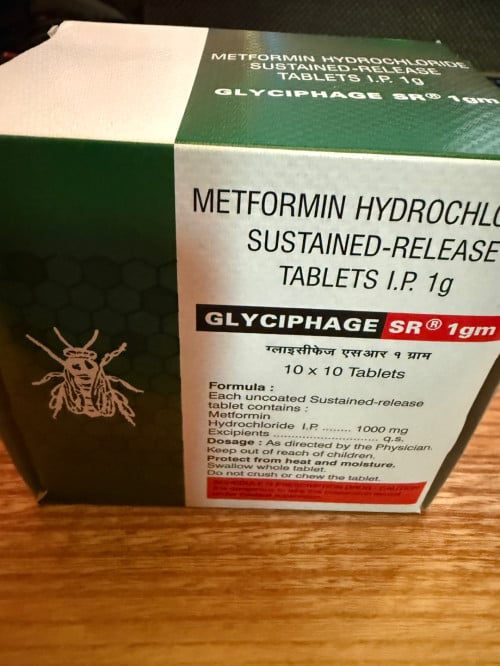 METFORMIN HYDROCHLORIDE
SUSTAINED-RELEASE
TABLETS I.P. 1g
GLYCIPHAGE SR® 1gm
METFORMIN HYDROCHLO
SUSTAINED-RELEASE
TABLETS I.P. 1g
GLYCIPHAGE SR® 1gm
ग्लाइसीफेज एसआर १ ग्राम
10 x 10 Tablets
Formula :
Each uncoated Sustained-release
tablet contains :
Metformin
Hydrochloride I.P. ........ 1000 mg
Excipients ............................ q.s.
Dosage : As directed by the Physician.
Keep out of reach of children.
Protect from heat and moisture.
Swallow whole tablet.
Do not crush or chew the tablet.